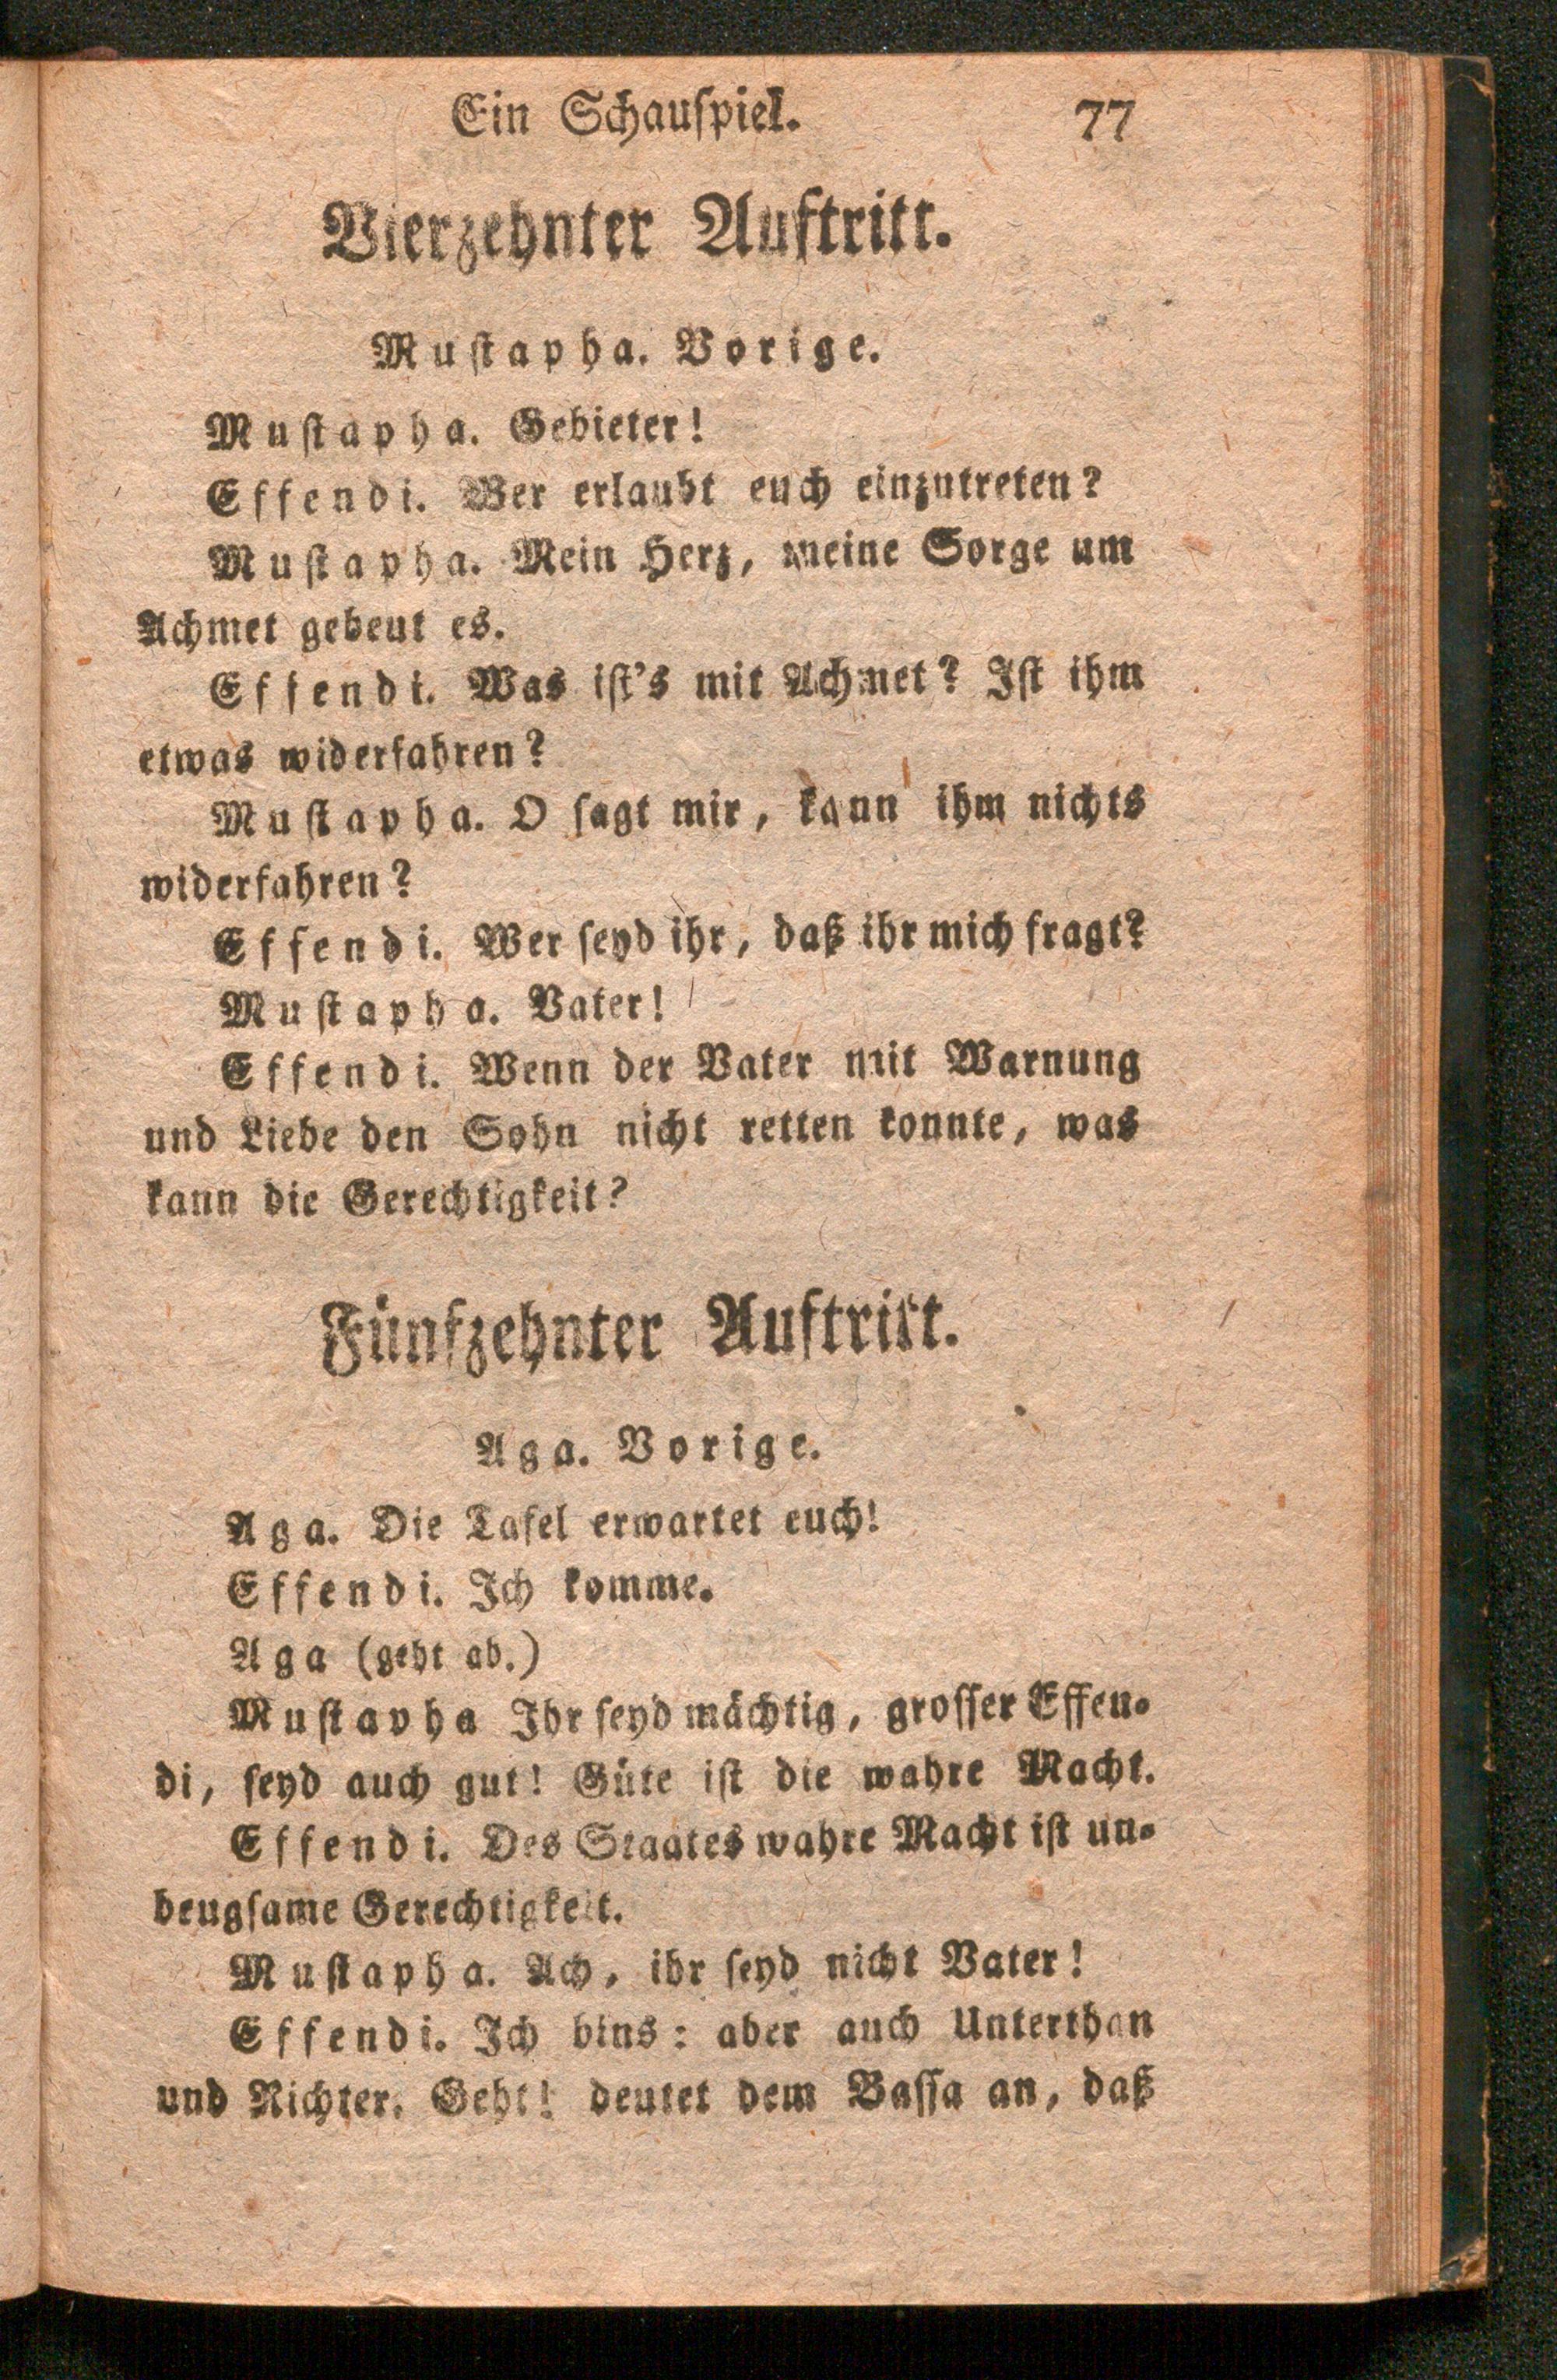 Ein Schauſpiel. 77
Vierzehnter Auftritt.
Muſtapha. Vorige.
Muſtapha. Gebieter!
Effendi. Wer erlaubt euch einzutreten?
Muſtapha. Mein Herz, meine Sorge um
Achmet gebeut es.
Effendi. Was iſt's mit Achmet? Iſt ihm
etwas widerfahren?
Muſtapha. O ſagt mir, kann ihm nichts
widerfahren?
Effendi. Wer ſeyd ihr, daß ihr mich fragt?
Muſtapha. Vater!
Effendi. Wenn der Vater mit Warnung
und Liebe den Sohn nicht retten konnte, was
kann die Gerechtigkeit?
Fünfzehnter Auftritt.
Aga. Vorige.
Aga. Die Tafel erwartet euch!
Effendi. Ich komme.
Aga (geht ab.)
Muſtapha Ihr ſeyd mächtig, groſſer Effen-
di, ſeyd auch gut! Güte iſt die wahre Macht.
Effendi. Des Staates wahre Macht iſt un-
beugſame Gerechtigkeit.
Muſtapha. Ach, ihr ſeyd nicht Vater!
Effendi. Ich bins: aber auch Unterthan
und Richter. Geht! deutet dem Baſſa an, daß